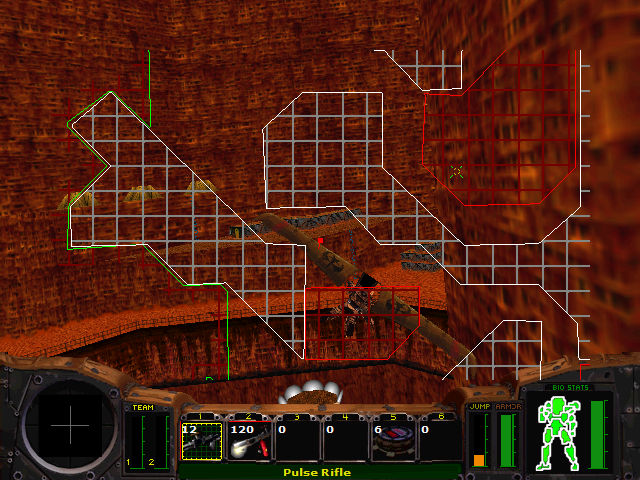 BIO STATS
TEAM
1 2 3 4 5 6
JUMP ARMOR
12 120 0 0 6 0
1 2
Pulse Rifle